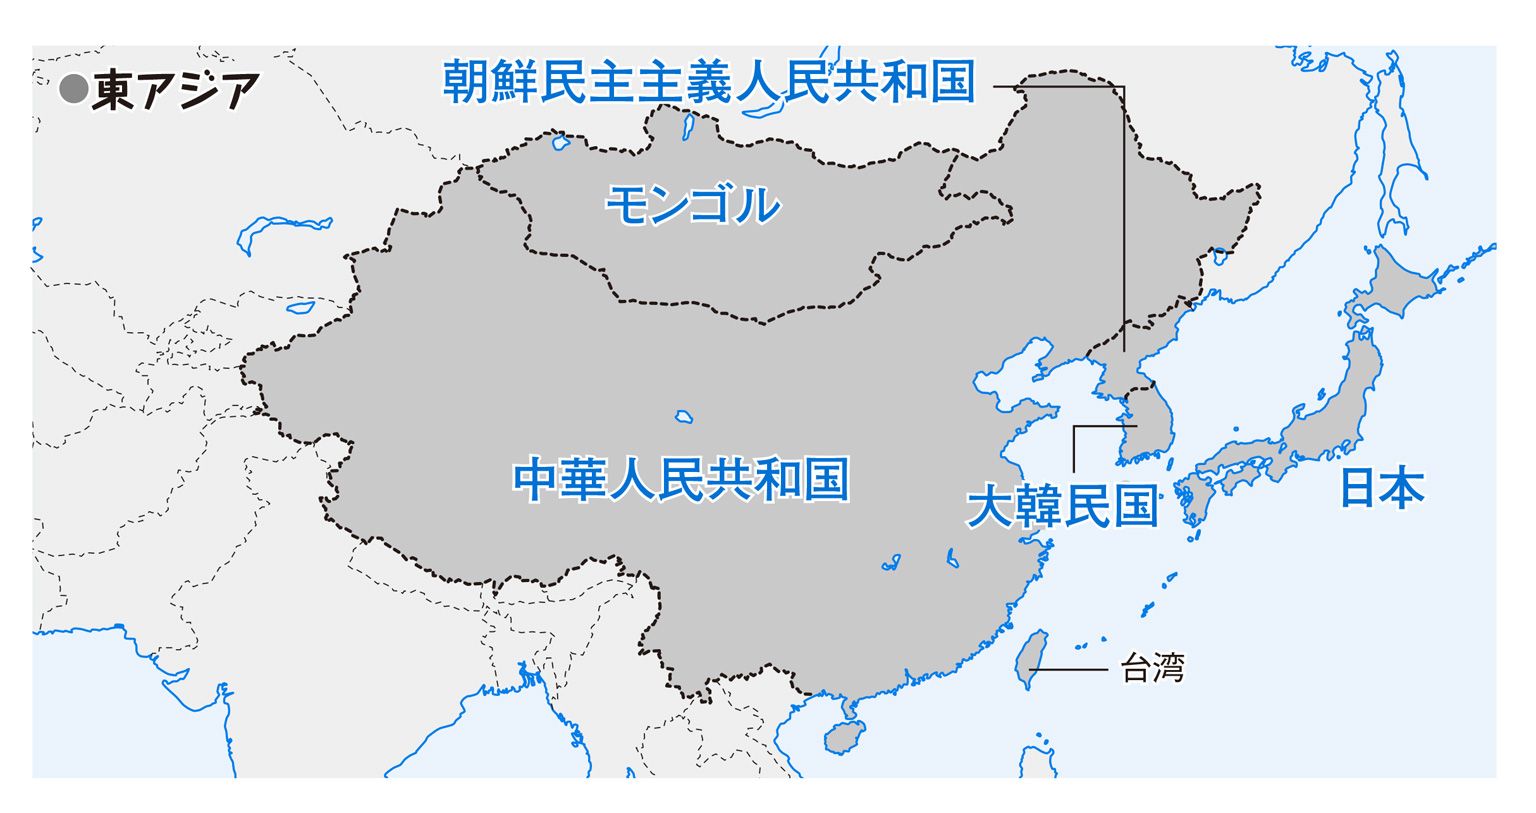 東アジア
朝鮮民主主義人民共和国
モンゴル
中華人民共和国
大韓民国
日本
台湾